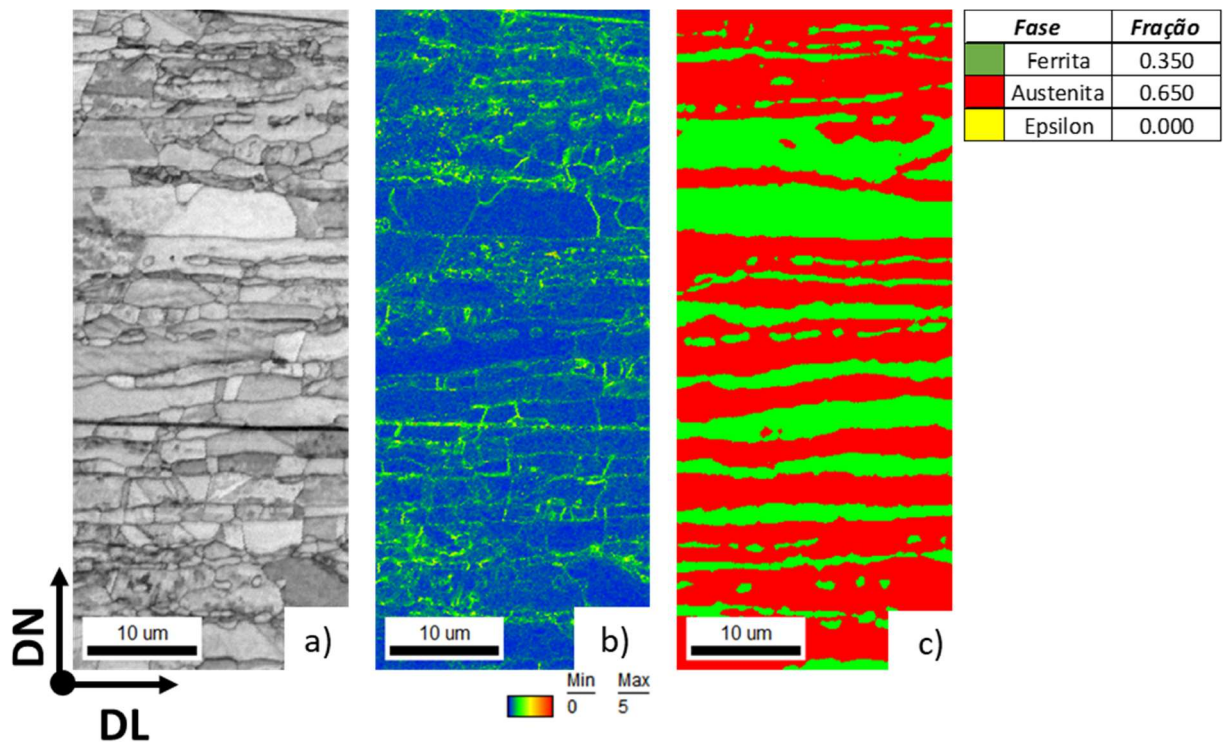 Fase Fração
Ferrita 0.350
Austenita 0.650
Epsilon 0.000
DN
DL
10 um
a)
10 um
b)
10 um
c)
Min Max
0 5